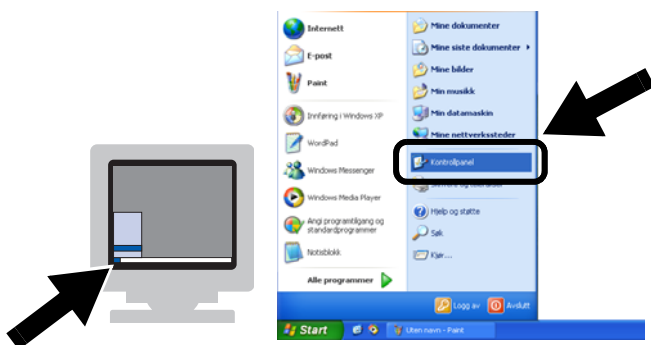 Internett
E-post
Paint
Innføring i Windows XP
WordPad
Windows Messenger
Windows Media Player
Angi programtilgang og
standardprogrammer
Notisblokk
Alle programmer
Mine dokumenter
Mine siste dokumenter
Mine bilder
Min musikk
Min datamaskin
Mine nettverkssteder
Kontrollpanel
Hjelp og støtte
Søk
Kjør...
Logg av
Avslutt
Start
Uten navn - Paint